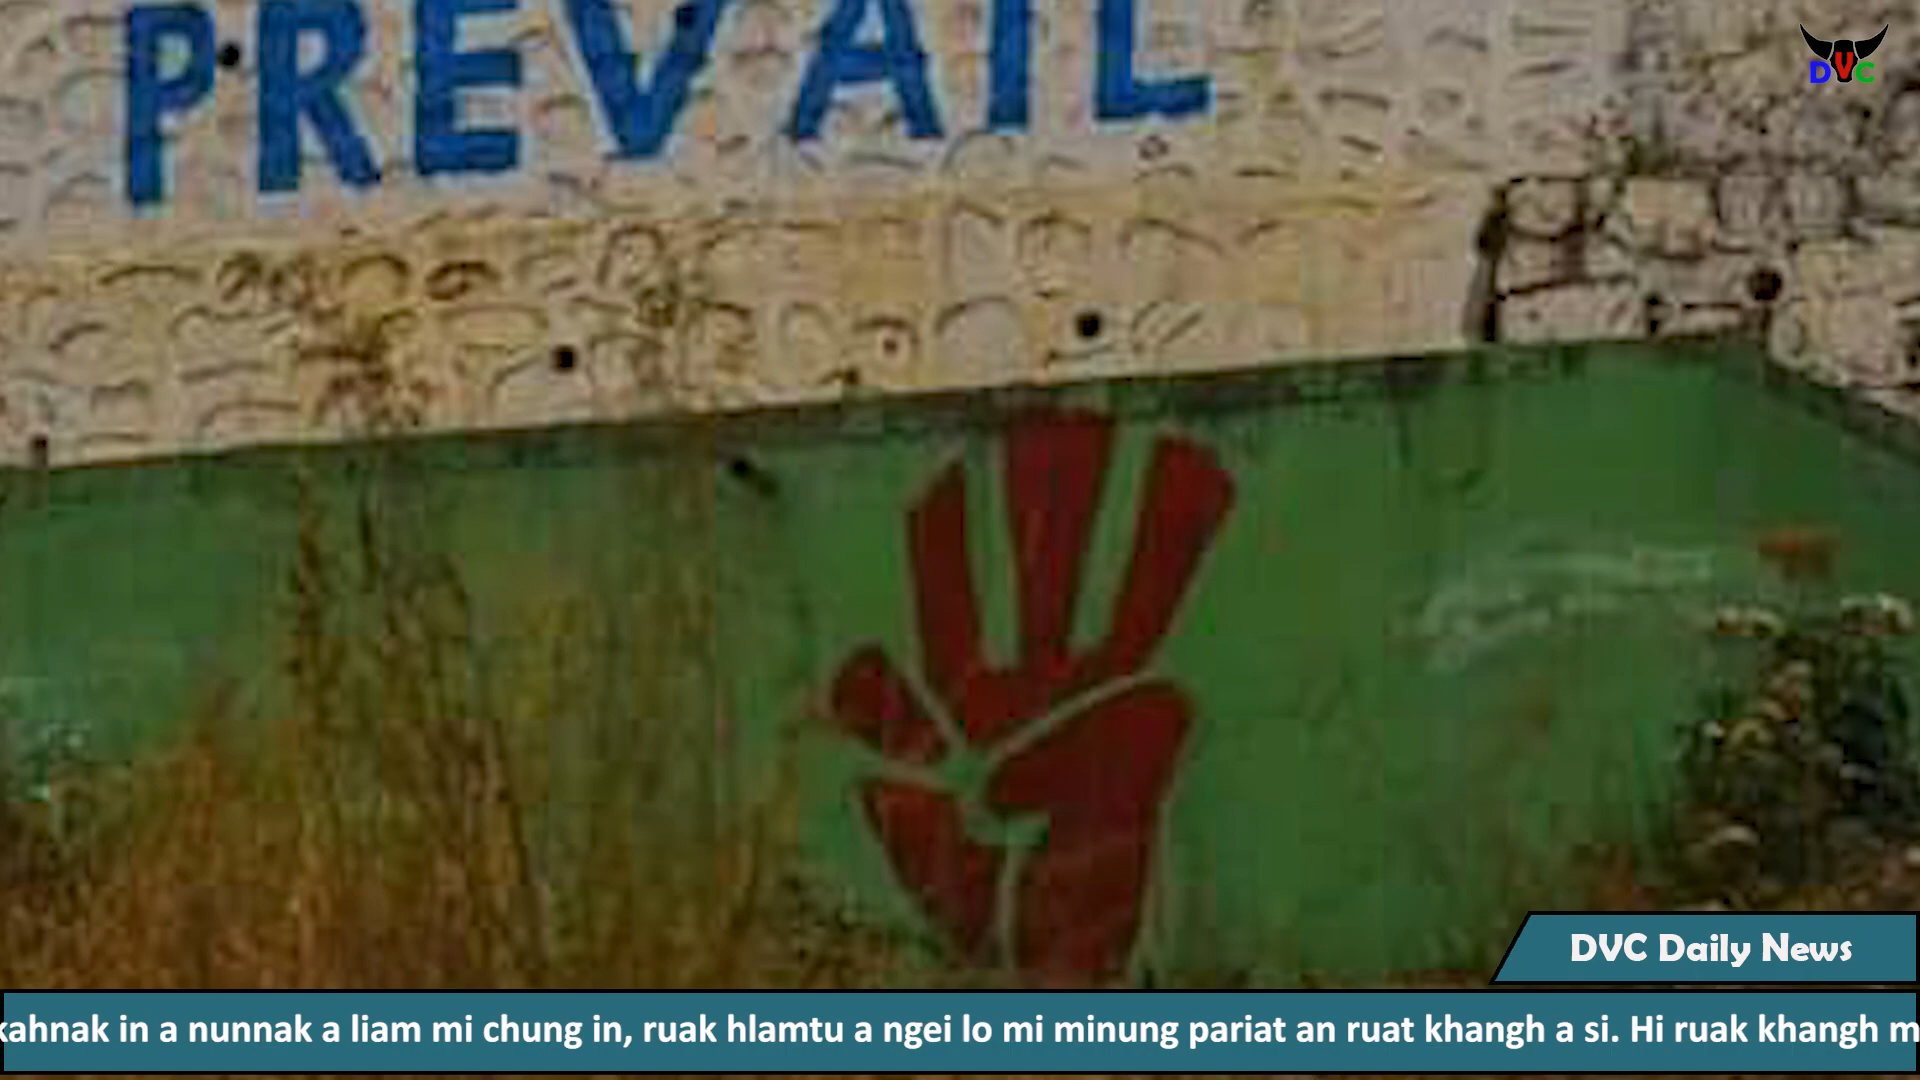 PREVAIL
DVC
DVC Daily News
kahnak in a nunnak a liam mi chung in, ruak hlamtu a ngei lo mi minung pariat an ruat khangh a si. Hi ruak khangh m